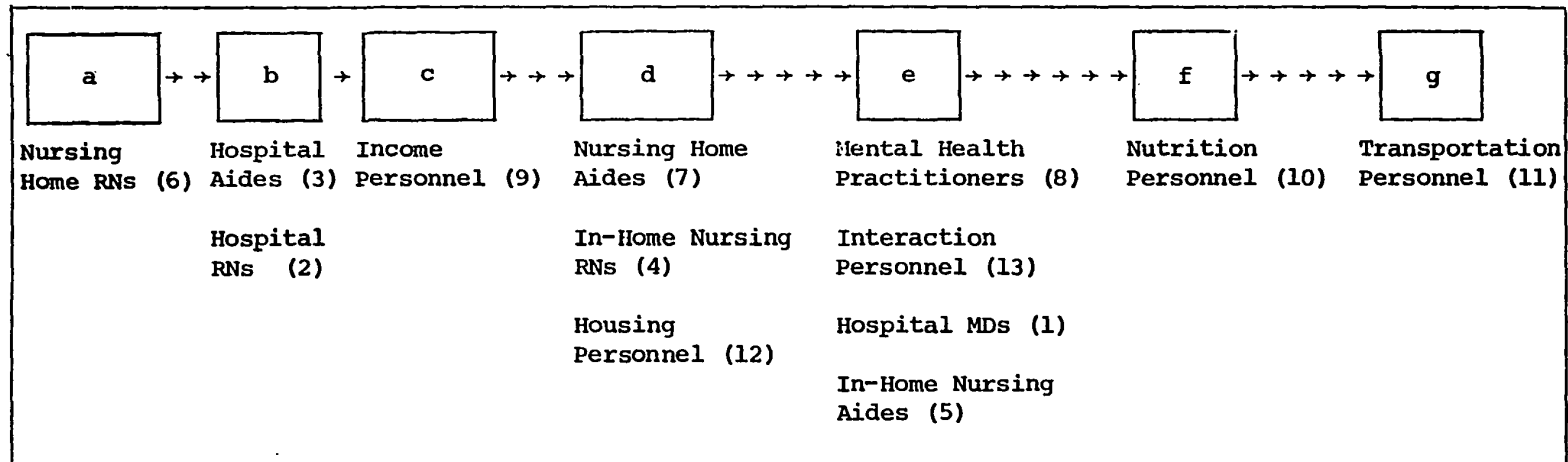 a → → b → c → → → d → → → → → e → → → → → → f → → → → → g
Nursing
Home RNs (6)
Hospital
Aides (3)
Hospital
RNs (2)
Income
Personnel (9)
Nursing Home
Aides (7)
In-Home Nursing
RNs (4)
Housing
Personnel (12)
Mental Health
Practitioners (8)
Interaction
Personnel (13)
Hospital MDs (1)
In-Home Nursing
Aides (5)
Nutrition
Personnel (10)
Transportation
Personnel (11)